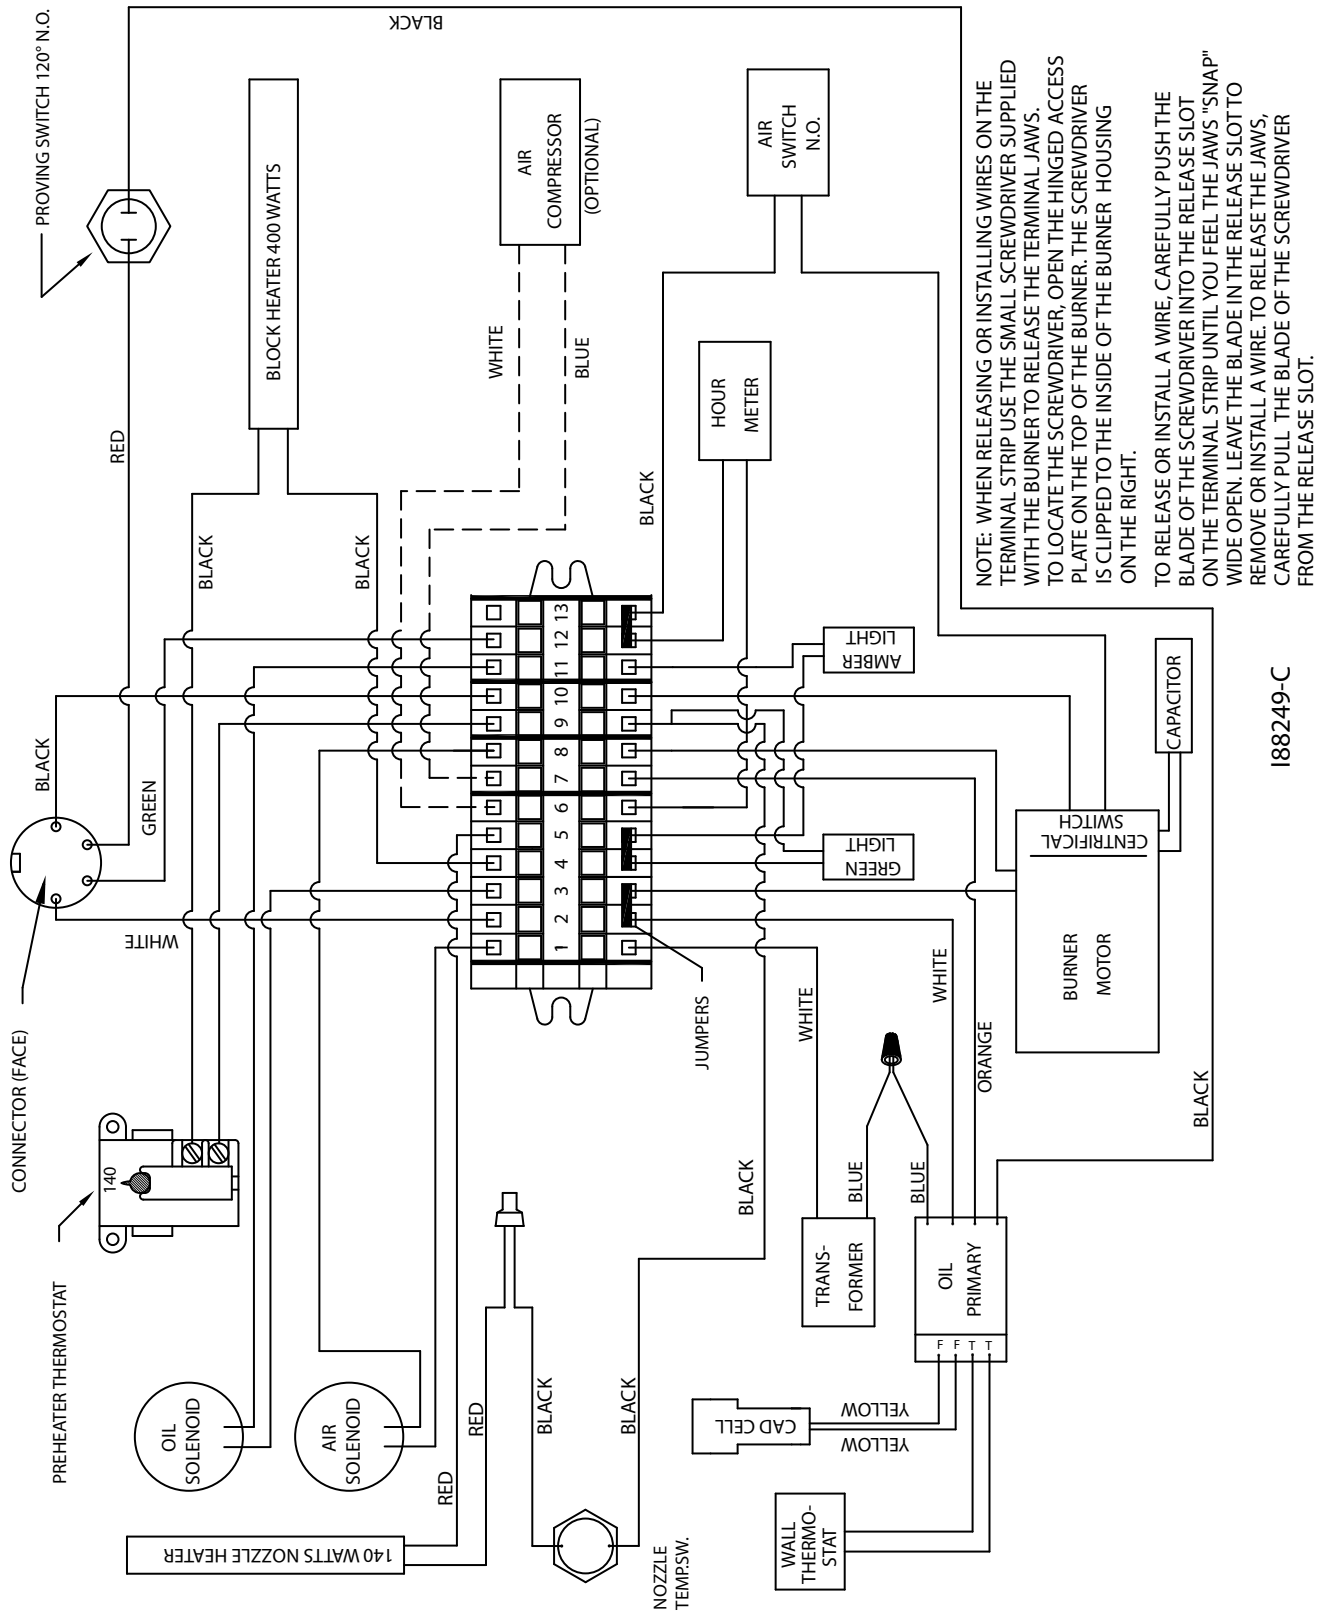 PROVING SWITCH 120° N.O.
BLACK
RED
BLOCK HEATER 400 WATTS
BLACK
BLACK
WHITE
BLUE
AIR
COMPRESSOR
(OPTIONAL)
AIR
SWITCH
N.O.
HOUR
METER
BLACK
CONNECTOR (FACE)
BLACK
GREEN
WHITE
PREHEATER THERMOSTAT
140
OIL
SOLENOID
AIR
SOLENOID
140 WATTS NOZZLE HEATER
RED
RED
BLACK
BLACK
BLACK
NOZZLE
TEMP.SW.
1 2 3 4 5 6 7 8 9 10 11 12 13
JUMPERS
AMBER
LIGHT
GREEN
LIGHT
WHITE
WHITE
ORANGE
BLUE
BLUE
TRANS-
FORMER
OIL
PRIMARY
F F T T
CAD CELL
YELLOW
YELLOW
WALL
THERMO-
STAT
BURNER
MOTOR
CENTRIFICAL
SWITCH
CAPACITOR
BLACK
NOTE: WHEN RELEASING OR INSTALLING WIRES ON THE
TERMINAL STRIP USE THE SMALL SCREWDRIVER SUPPLIED
WITH THE BURNER TO RELEASE THE TERMINAL JAWS.
TO LOCATE THE SCREWDRIVER, OPEN THE HINGED ACCESS
PLATE ON THE TOP OF THE BURNER. THE SCREWDRIVER
IS CLIPPED TO THE INSIDE OF THE BURNER HOUSING
ON THE RIGHT.
TO RELEASE OR INSTALL A WIRE, CAREFULLY PUSH THE
BLADE OF THE SCREWDRIVER INTO THE RELEASE SLOT
ON THE TERMINAL STRIP UNTIL YOU FEEL THE JAWS "SNAP"
WIDE OPEN. LEAVE THE BLADE IN THE RELEASE SLOT TO
REMOVE OR INSTALL A WIRE. TO RELEASE THE JAWS,
CAREFULLY PULL THE BLADE OF THE SCREWDRIVER
FROM THE RELEASE SLOT.
I88249-C